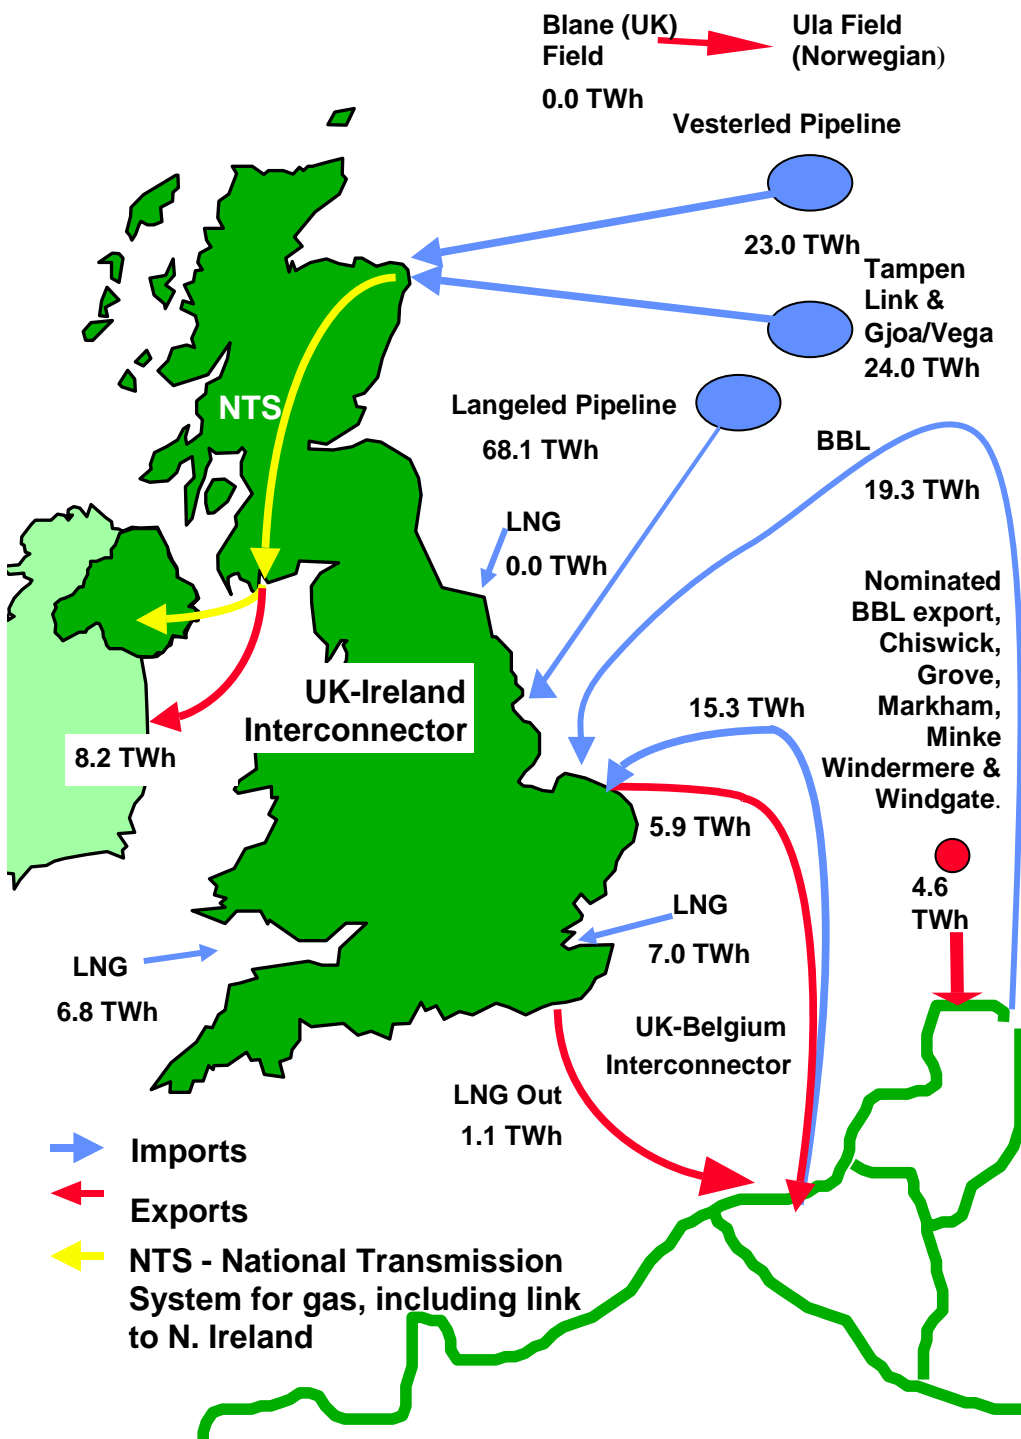 Blane (UK)
Field
0.0 TWh
Ula Field
(Norwegian)
Vesterled Pipeline
23.0 TWh
Tampen
Link &
Gjoa/Vega
24.0 TWh
NTS
Langeled Pipeline
68.1 TWh
BBL
19.3 TWh
LNG
0.0 TWh
Nominated
BBL export,
Chiswick,
Grove,
Markham,
Minke
Windermere &
Windgate.
4.6
TWh
UK-Ireland
Interconnector
8.2 TWh
15.3 TWh
5.9 TWh
LNG
7.0 TWh
LNG
6.8 TWh
UK-Belgium
Interconnector
LNG Out
1.1 TWh
Imports
Exports
NTS - National Transmission
System for gas, including link
to N. Ireland